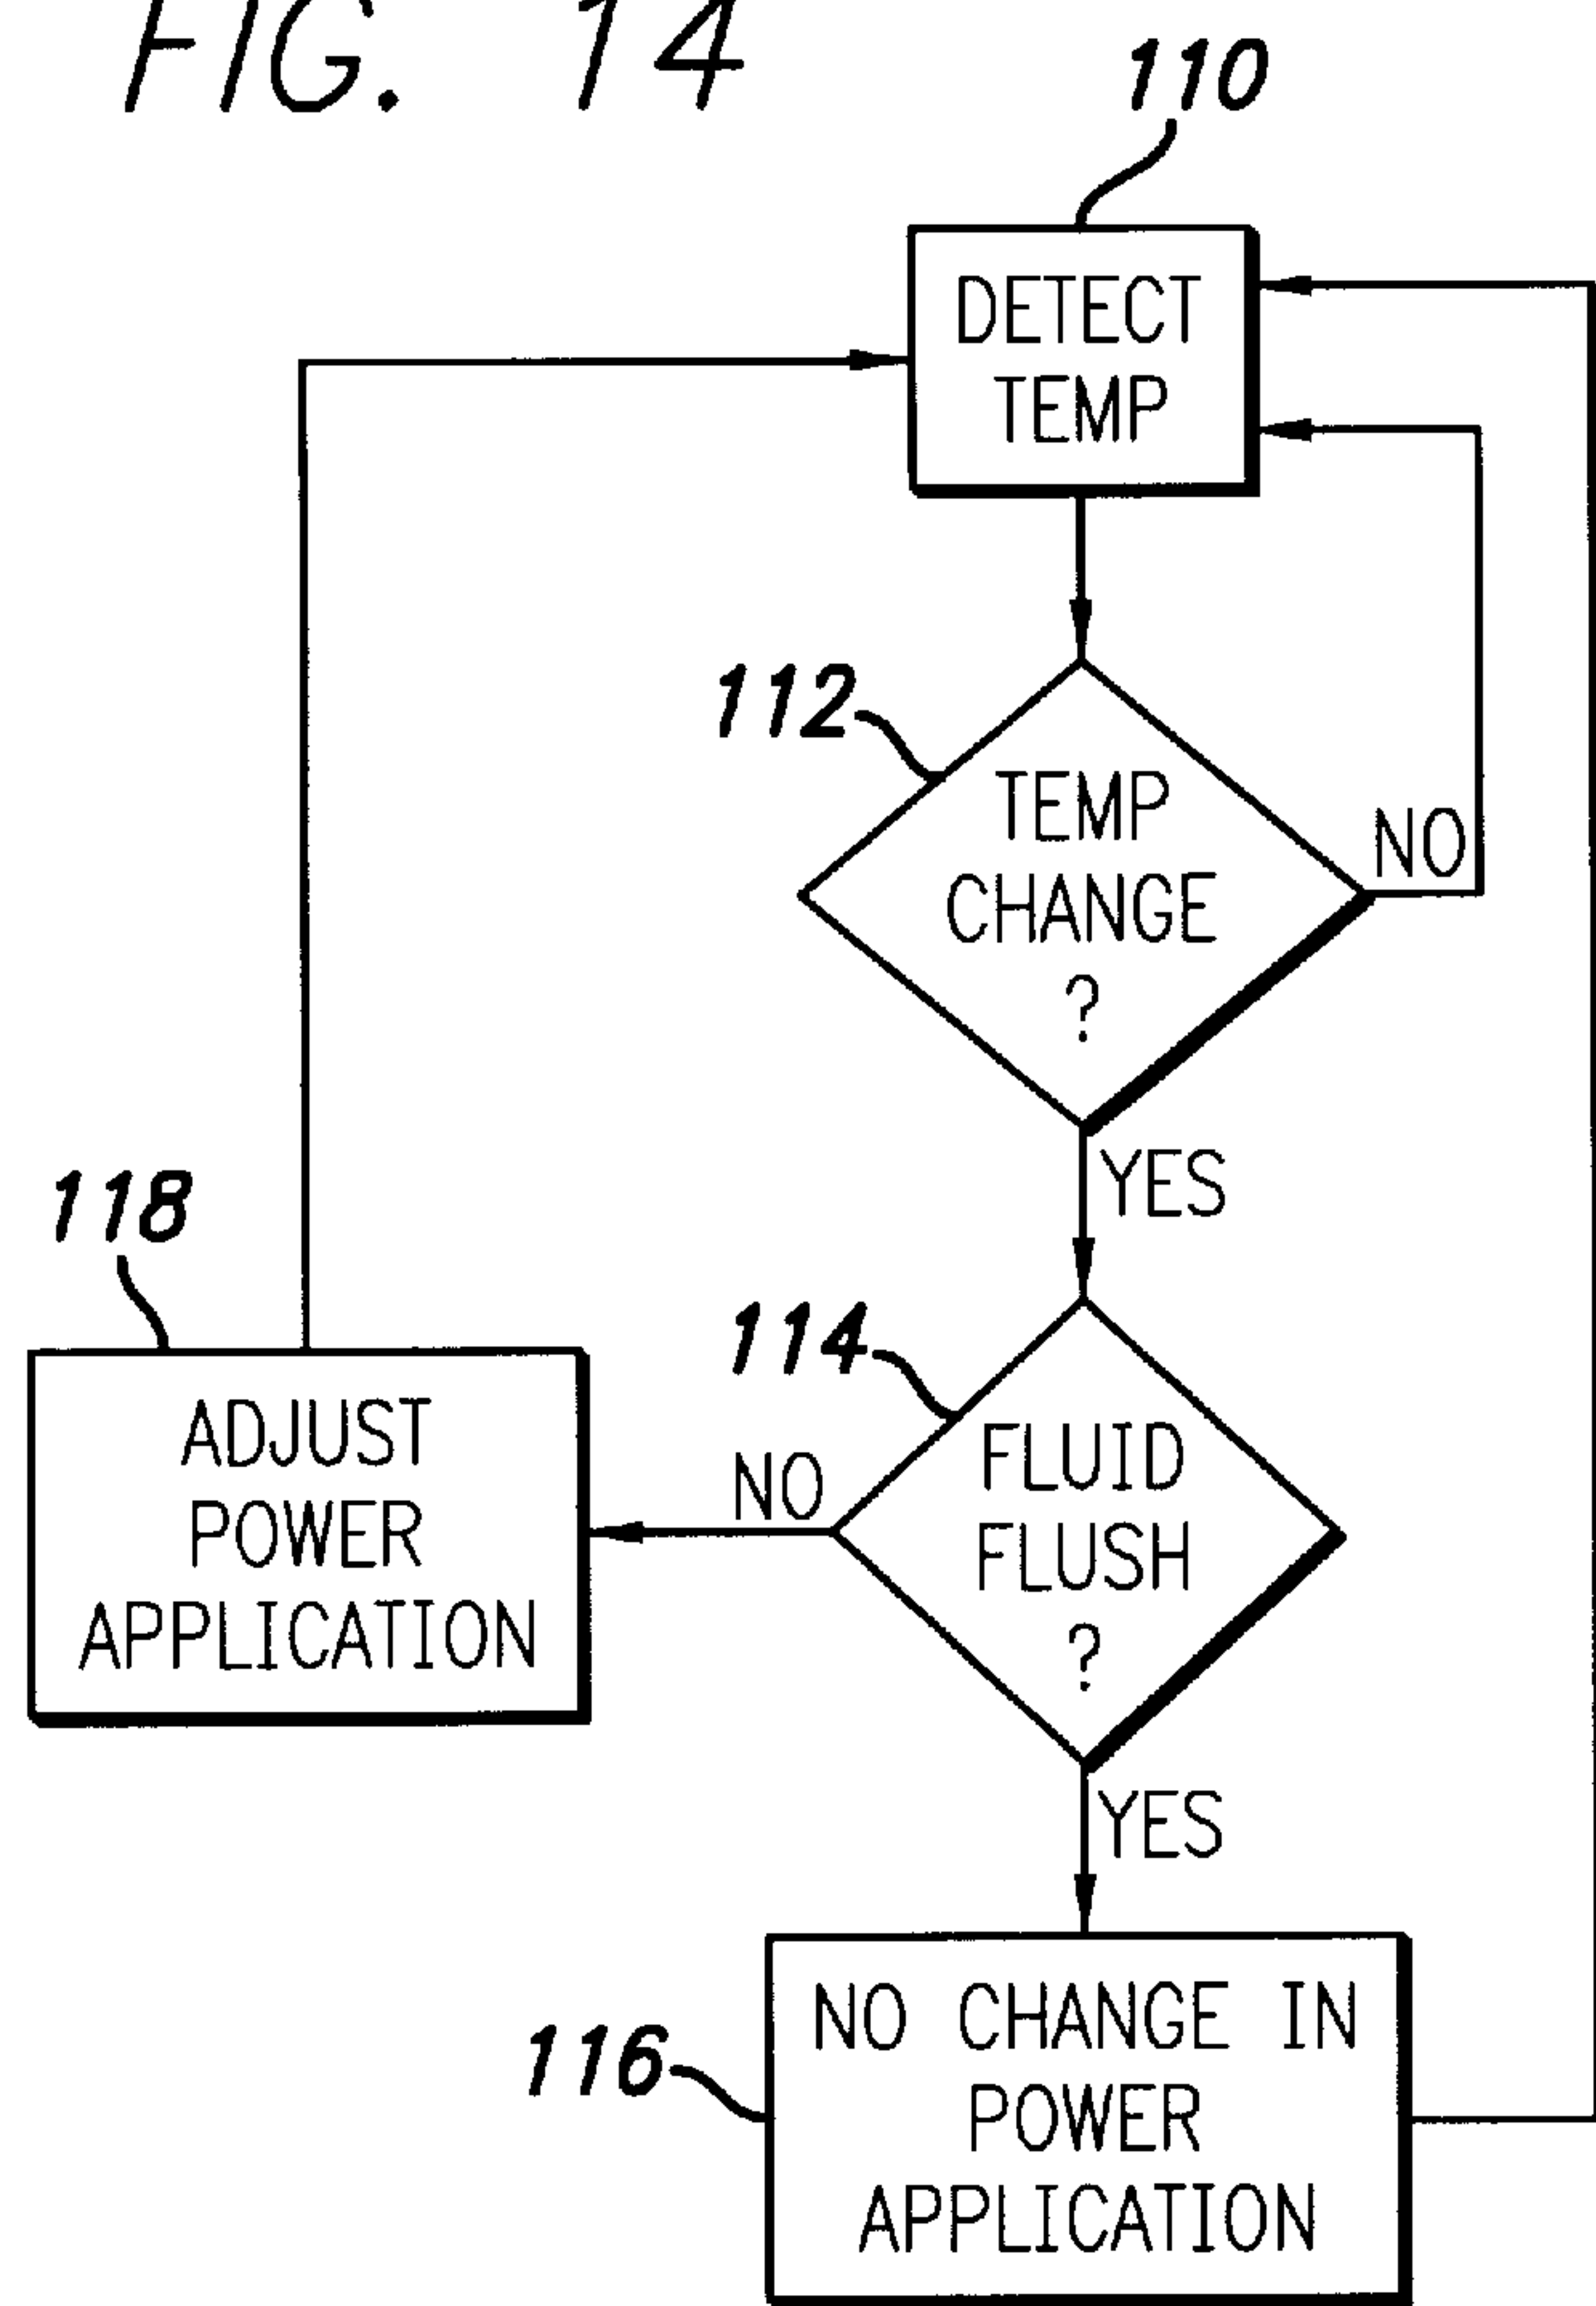 FIG. 14
110
DETECT
TEMP
112
TEMP
CHANGE
?
NO
YES
118
ADJUST
POWER
APPLICATION
114
NO
FLUID
FLUSH
?
YES
116
NO CHANGE IN
POWER
APPLICATION